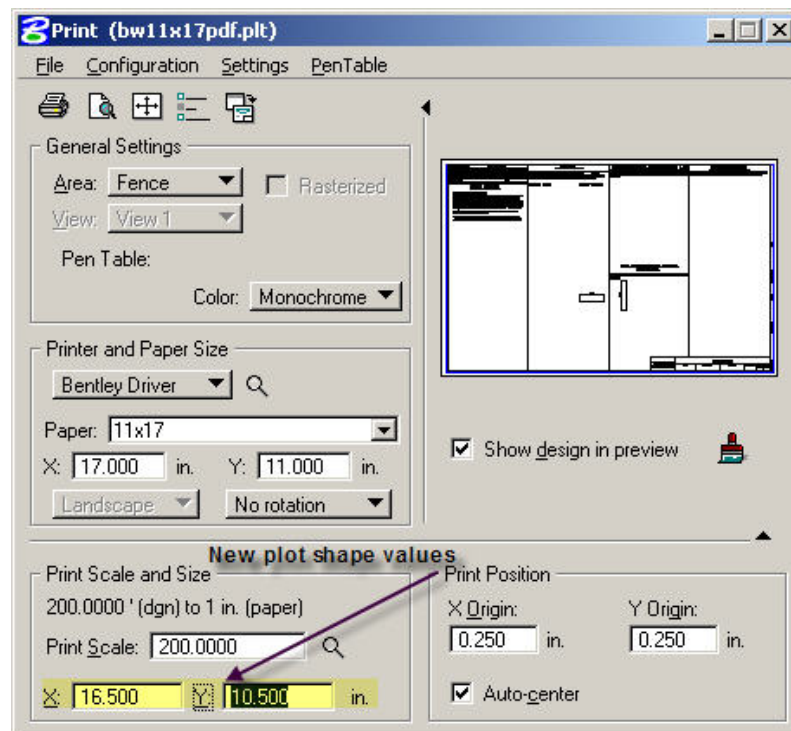 Print (bw11x17pdf.plt)
File Configuration Settings PenTable
General Settings
Area: Fence Rasterized
View: View 1
Pen Table:
Color: Monochrome
Printer and Paper Size
Bentley Driver
Paper: 11x17
X: 17.000 in. Y: 11.000 in.
Landscape No rotation
Show design in preview
New plot shape values
Print Scale and Size
200.0000 ' (dgn) to 1 in. (paper)
Print Scale: 200.0000
X: 16.500 Y: 10.500 in.
Print Position
X Origin: Y Origin:
0.250 in. 0.250 in.
Auto-center